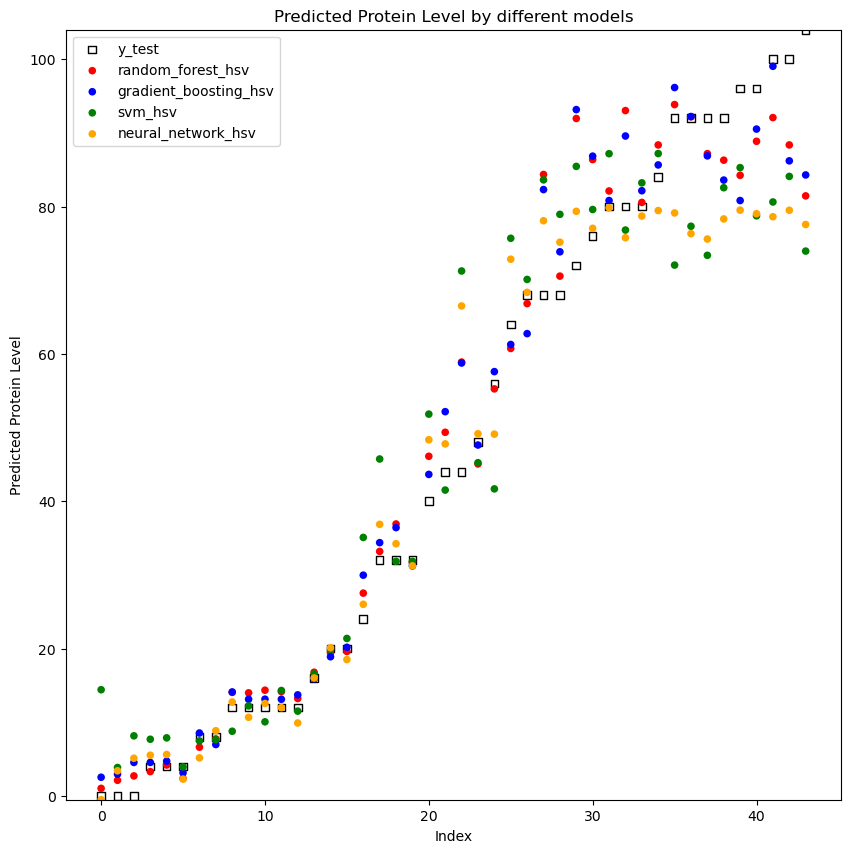 Predicted Protein Level by different models
y_test
random_forest_hsv
gradient_boosting_hsv
svm_hsv
neural_network_hsv
Predicted Protein Level
100
80
60
40
20
0
0 10 20 30 40
Index